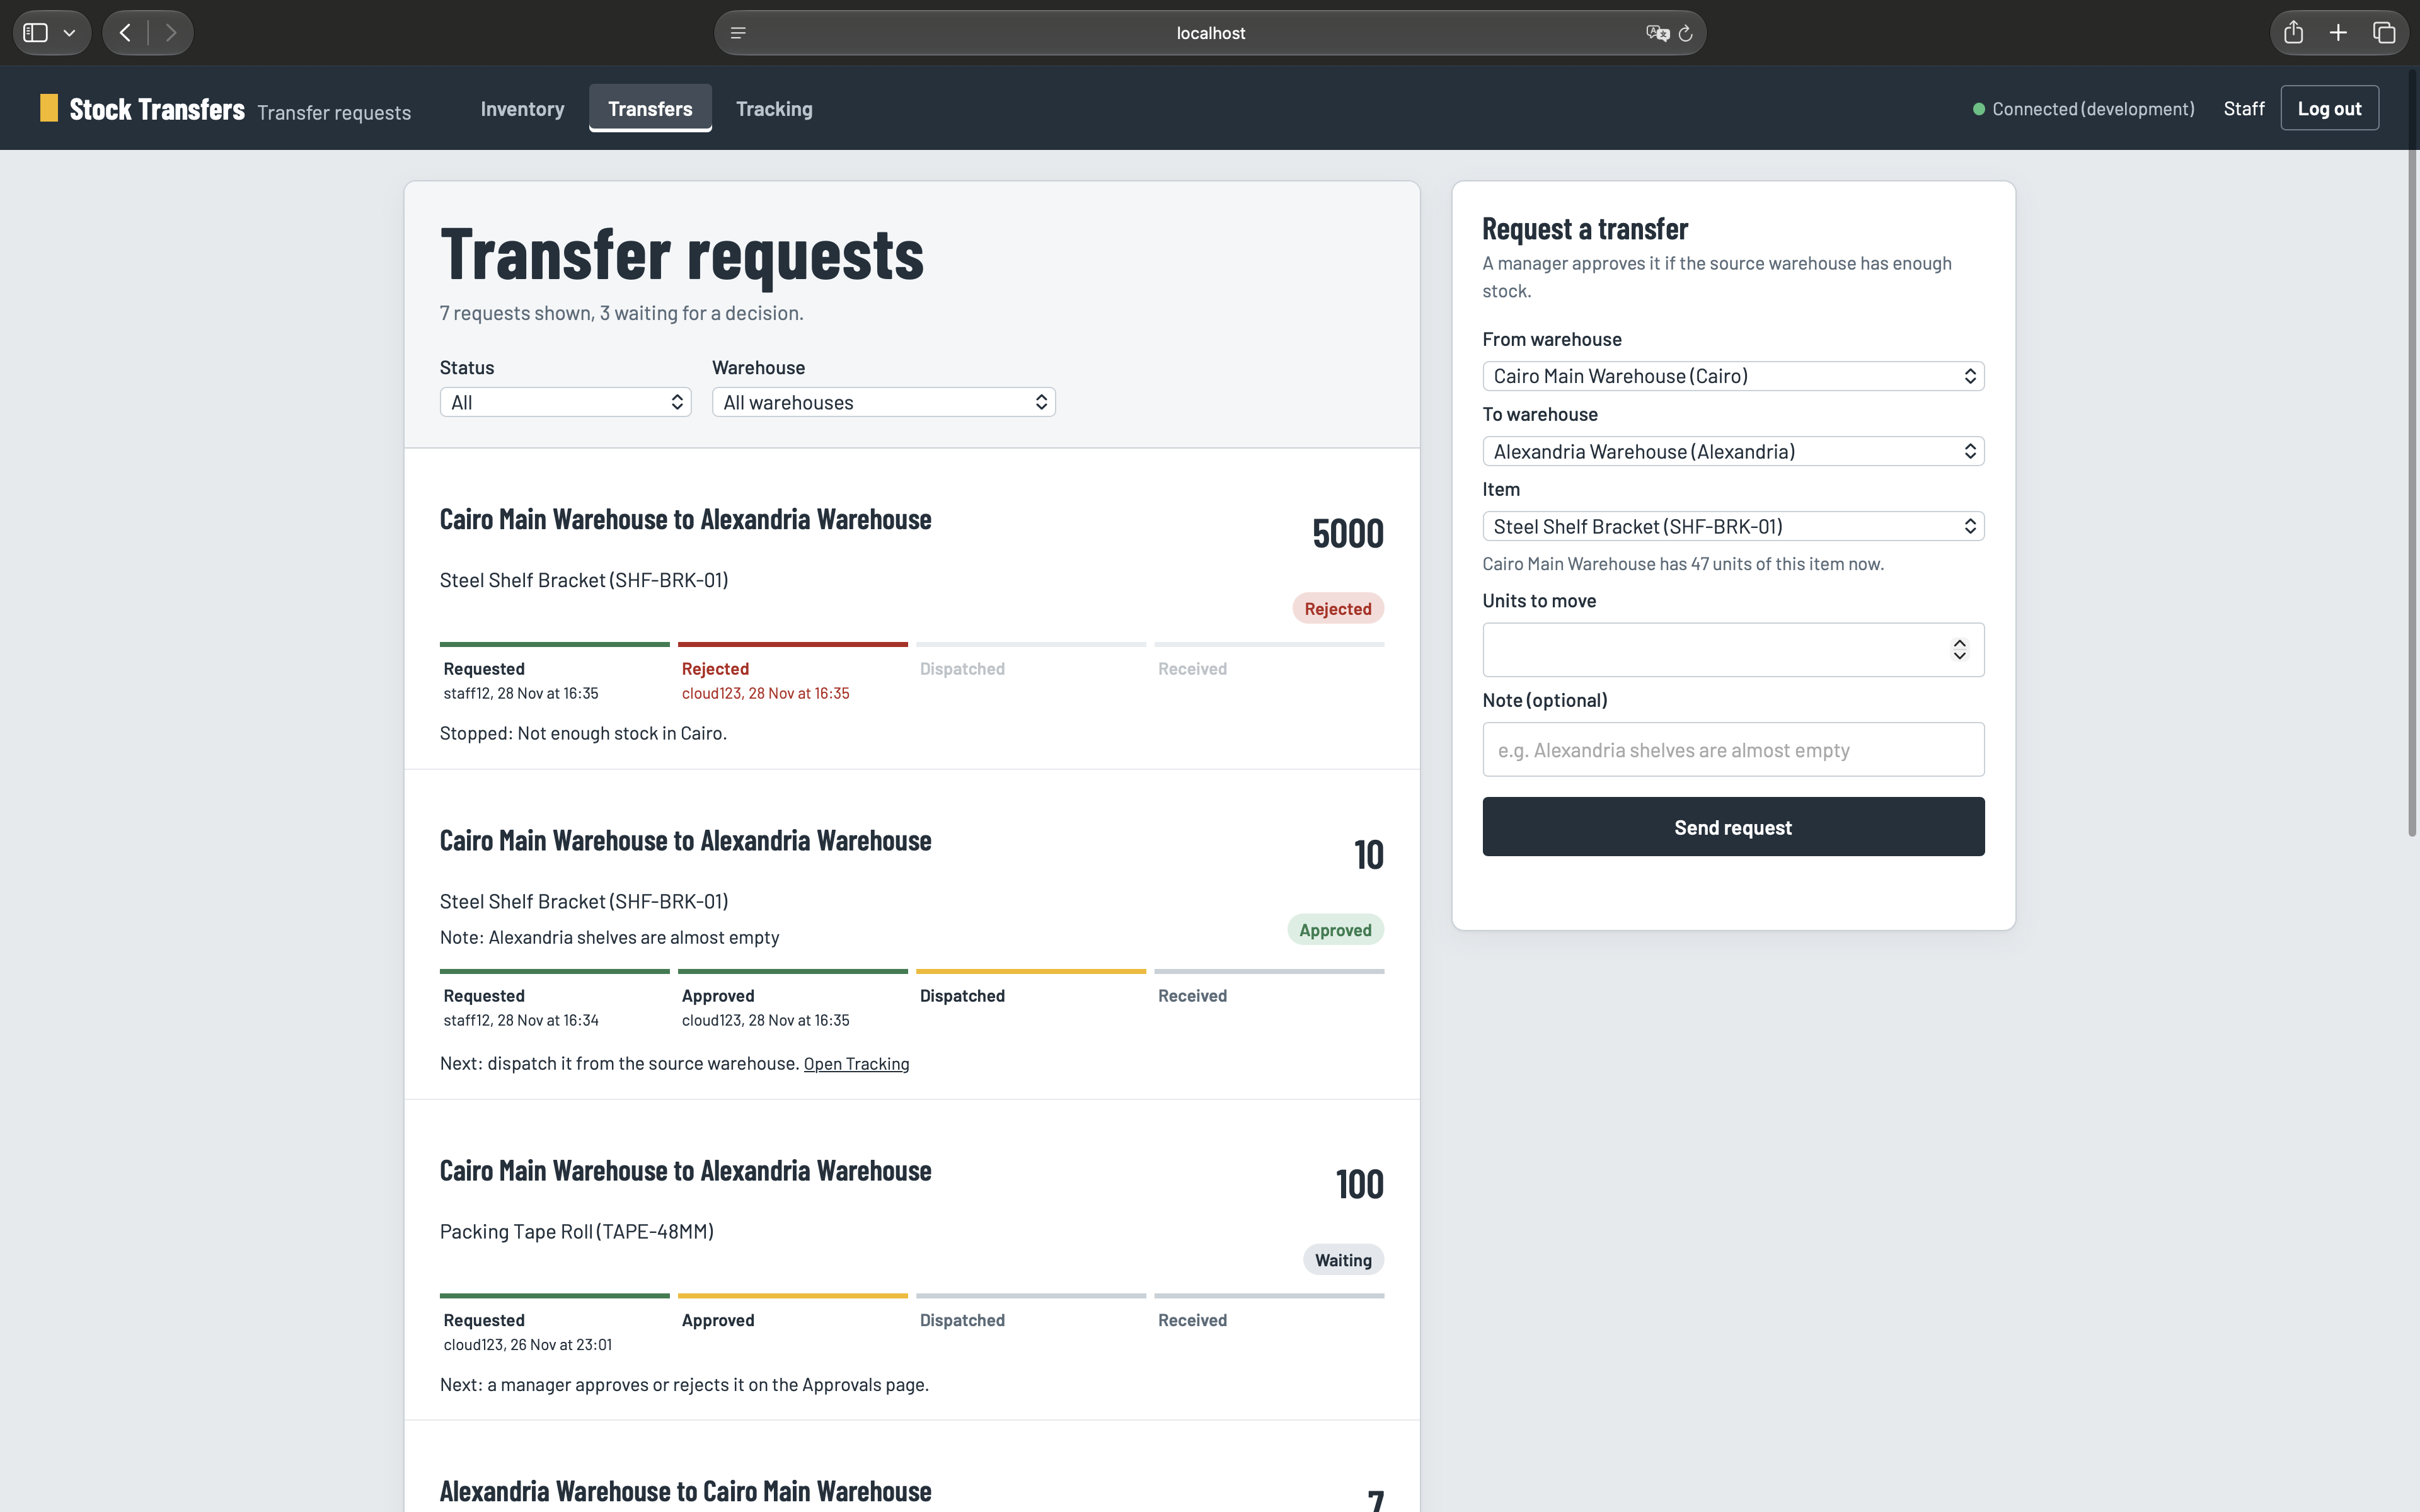 localhost
Stock Transfers Transfer requests Inventory Transfers Tracking Connected (development) Staff Log out
Transfer requests
7 requests shown, 3 waiting for a decision.
Status Warehouse
All All warehouses
Cairo Main Warehouse to Alexandria Warehouse
5000
Steel Shelf Bracket (SHF-BRK-01)
Rejected
Requested Rejected Dispatched Received
staff12, 28 Nov at 16:35 cloud123, 28 Nov at 16:35
Stopped: Not enough stock in Cairo.
Cairo Main Warehouse to Alexandria Warehouse
10
Steel Shelf Bracket (SHF-BRK-01)
Approved
Note: Alexandria shelves are almost empty
Requested Approved Dispatched Received
staff12, 28 Nov at 16:34 cloud123, 28 Nov at 16:35
Next: dispatch it from the source warehouse. Open Tracking
Cairo Main Warehouse to Alexandria Warehouse
100
Packing Tape Roll (TAPE-48MM)
Waiting
Requested Approved Dispatched Received
cloud123, 26 Nov at 23:01
Next: a manager approves or rejects it on the Approvals page.
Alexandria Warehouse to Cairo Main Warehouse
7
Request a transfer
A manager approves it if the source warehouse has enough
stock.
From warehouse
Cairo Main Warehouse (Cairo)
To warehouse
Alexandria Warehouse (Alexandria)
Item
Steel Shelf Bracket (SHF-BRK-01)
Cairo Main Warehouse has 47 units of this item now.
Units to move
Note (optional)
e.g. Alexandria shelves are almost empty
Send request